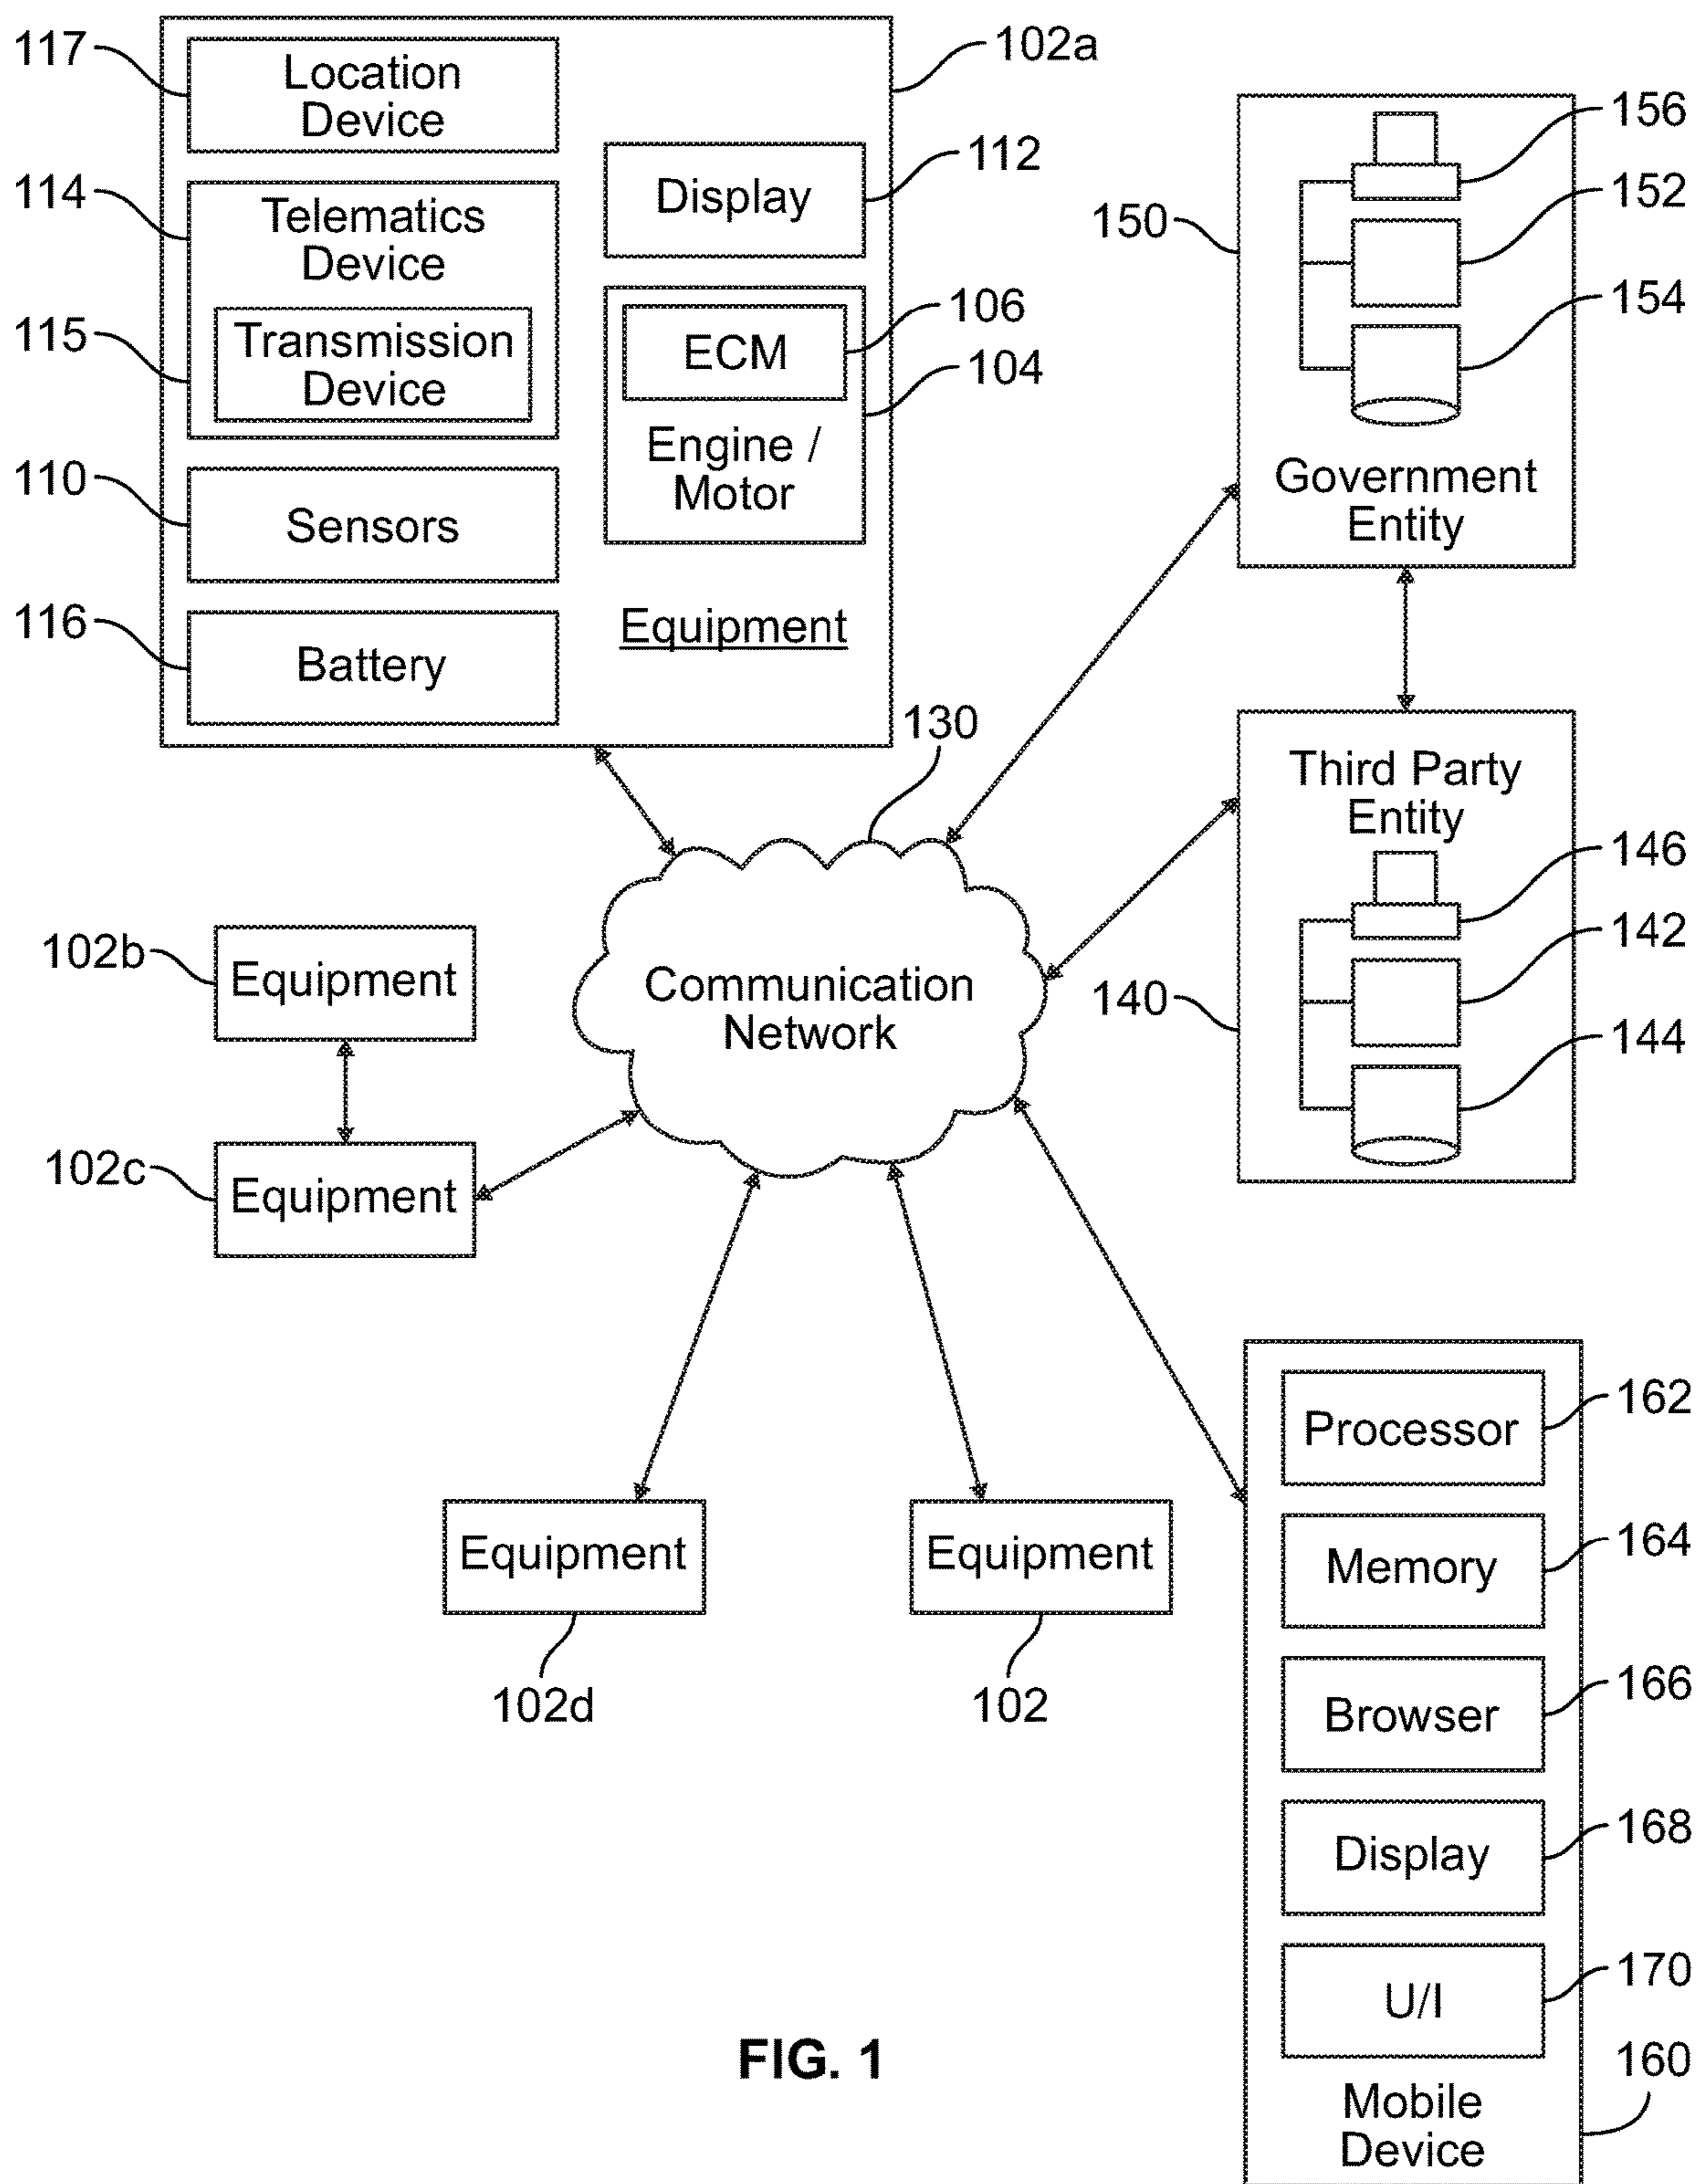 117
Location
Device
102a
114
Telematics
Device
115
Transmission
Device
110
Sensors
116
Battery
Display
112
ECM
106
104
Engine /
Motor
Equipment
150
156
152
154
Government
Entity
130
Communication
Network
Third Party
Entity
146
142
140
144
102b
Equipment
102c
Equipment
Equipment
102d
Equipment
102
Processor
162
Memory
164
Browser
166
Display
168
U/I
170
160
Mobile
Device
FIG. 1